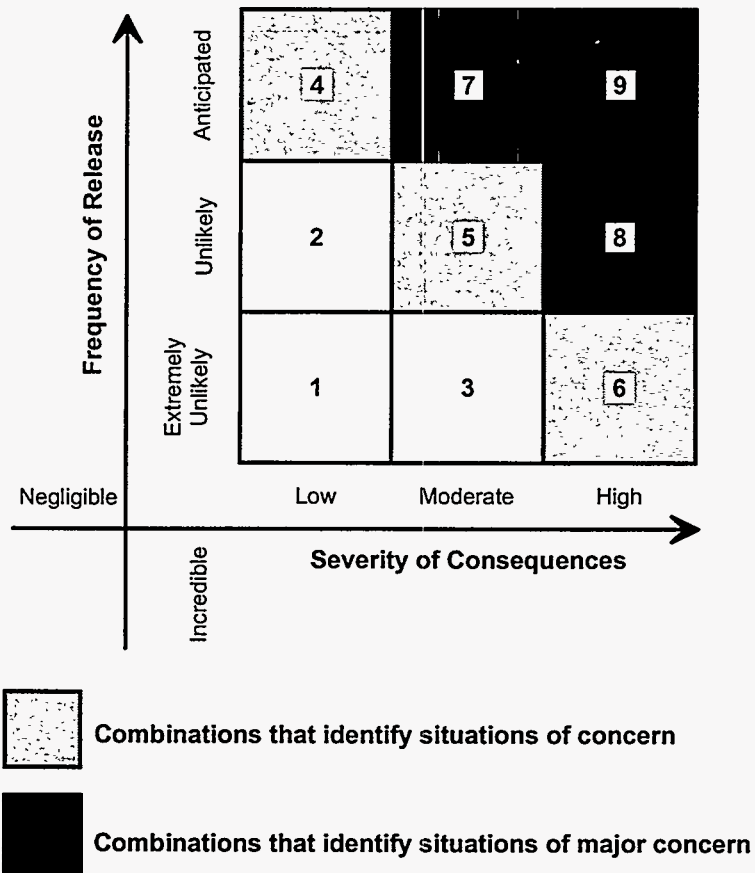 Frequency of Release
Anticipated
4
7
9
Unlikely
2
5
8
Extremely
Unlikely
1
3
6
Negligible
Low
Moderate
High
Severity of Consequences
Incredible
Combinations that identify situations of concern
Combinations that identify situations of major concern